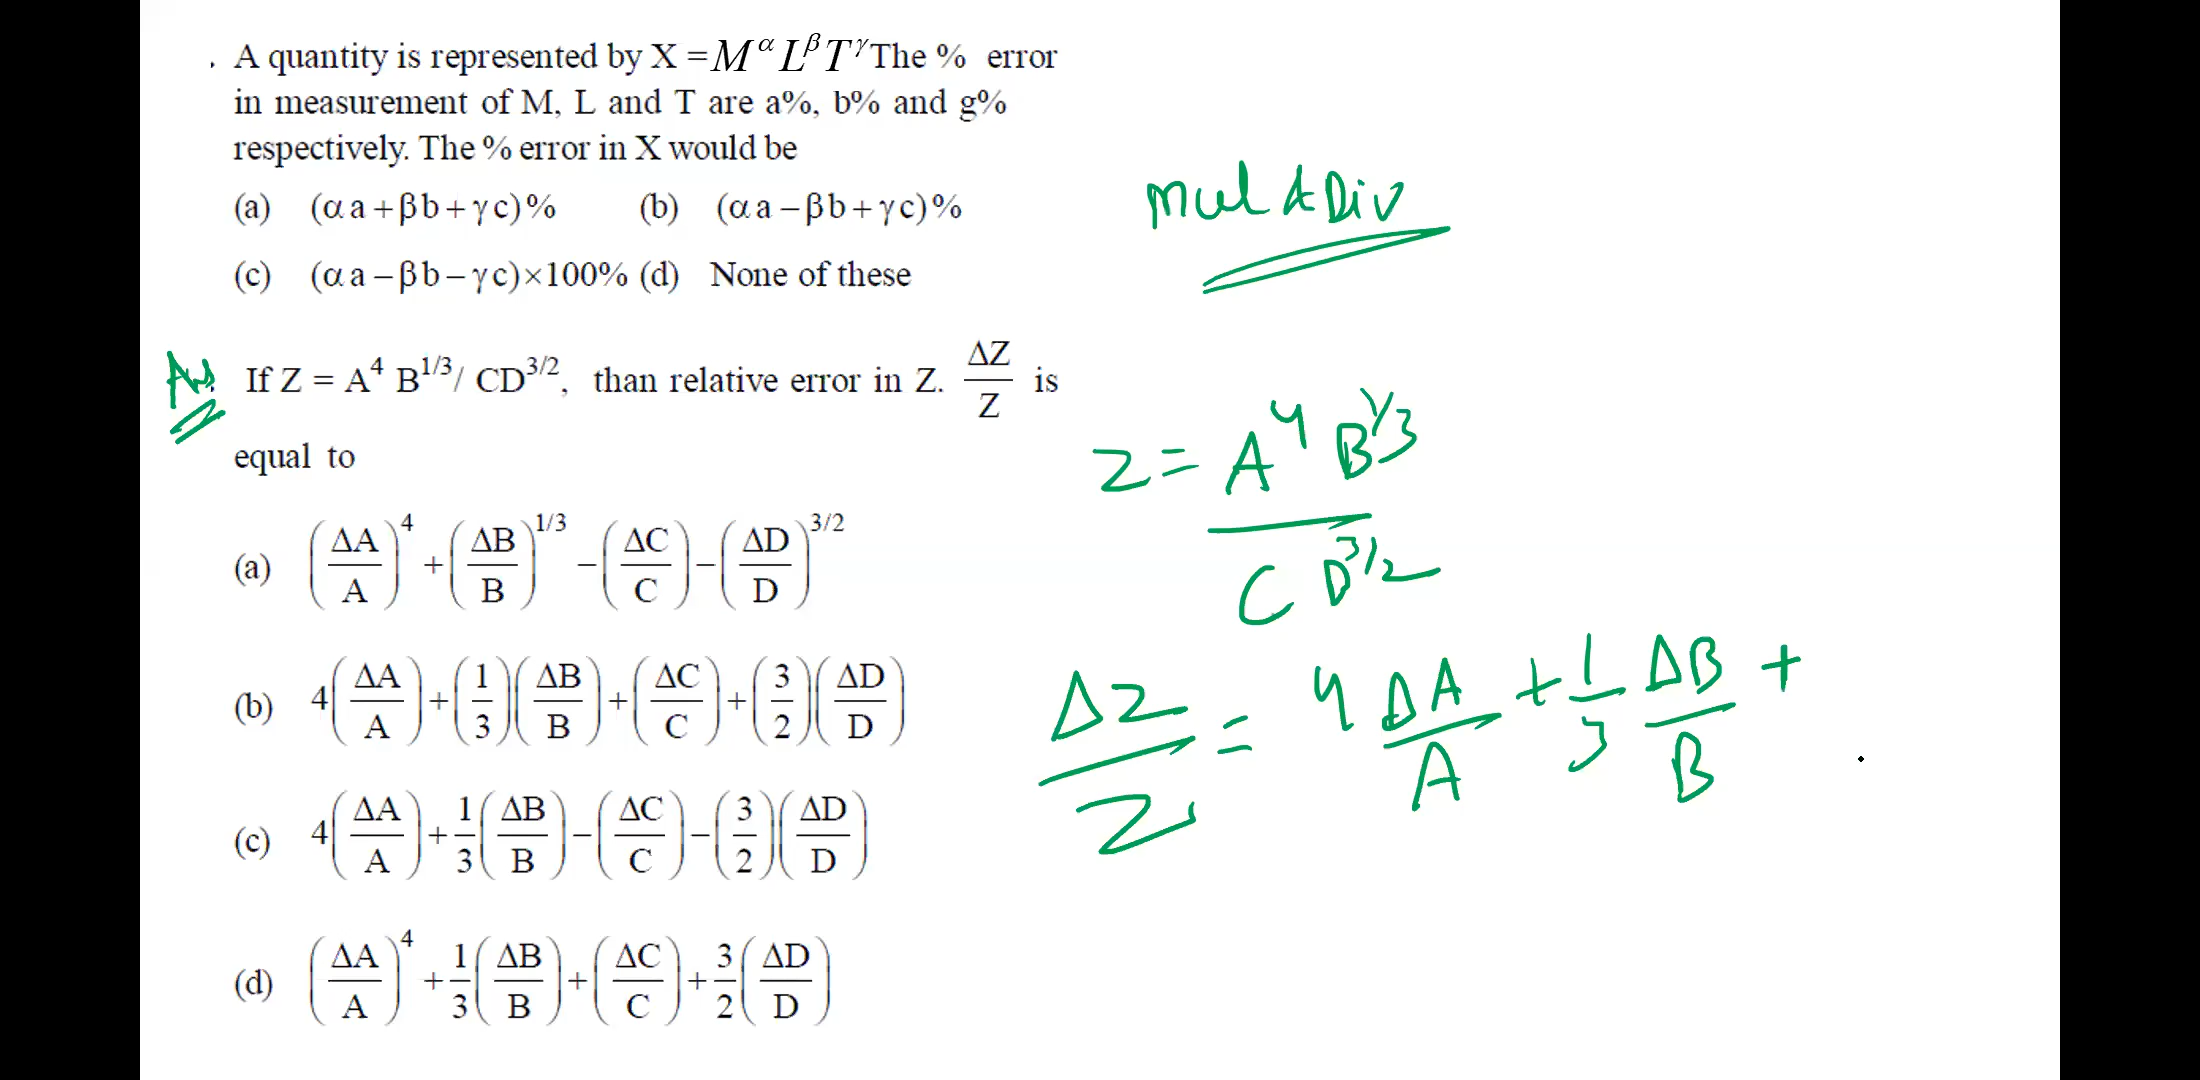 . A quantity is represented by X = M^α L^β T^γ The % error
in measurement of M, L and T are a%, b% and g%
respectively. The % error in X would be
(a) (αa+βb+γc)% (b) (αa−βb+γc)%
(c) (αa−βb−γc)×100% (d) None of these
Mul & Div
Ans
. If Z = A^4 B^1/3/ CD^3/2, than relative error in Z. ΔZ/Z is
equal to
(a) (ΔA/A)^4 + (ΔB/B)^1/3 − (ΔC/C) − (ΔD/D)^3/2
(b) 4(ΔA/A) + (1/3)(ΔB/B) + (ΔC/C) + (3/2)(ΔD/D)
(c) 4(ΔA/A) + 1/3(ΔB/B) − (ΔC/C) − (3/2)(ΔD/D)
(d) (ΔA/A)^4 + 1/3(ΔB/B) + (ΔC/C) + 3/2(ΔD/D)
Z = A^4 B^1/3 / C D^3/2
ΔZ/Z = 4 ΔA/A + 1/3 ΔB/B +